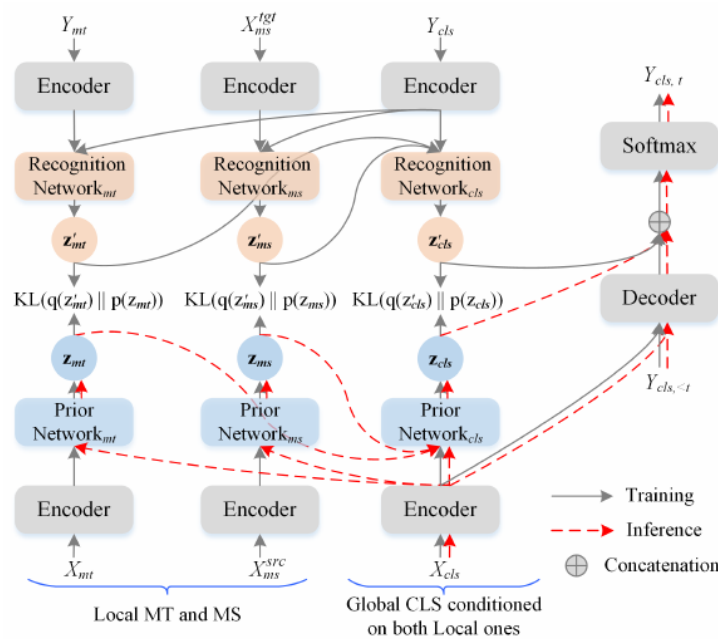 Y_mt X_ms^tgt Y_cls
Encoder Encoder Encoder
Y_cls, t
Softmax
Recognition Network_mt
Recognition Network_ms
Recognition Network_cls
z'_mt z'_ms z'_cls
KL(q(z'_mt) || p(z_mt)) KL(q(z'_ms) || p(z_ms)) KL(q(z'_cls) || p(z_cls))
Decoder
z_mt z_ms z_cls
Y_cls,<t
Prior Network_mt
Prior Network_ms
Prior Network_cls
Encoder Encoder Encoder
X_mt X_ms^src X_cls
Training
Inference
Concatenation
Local MT and MS
Global CLS conditioned
on both Local ones